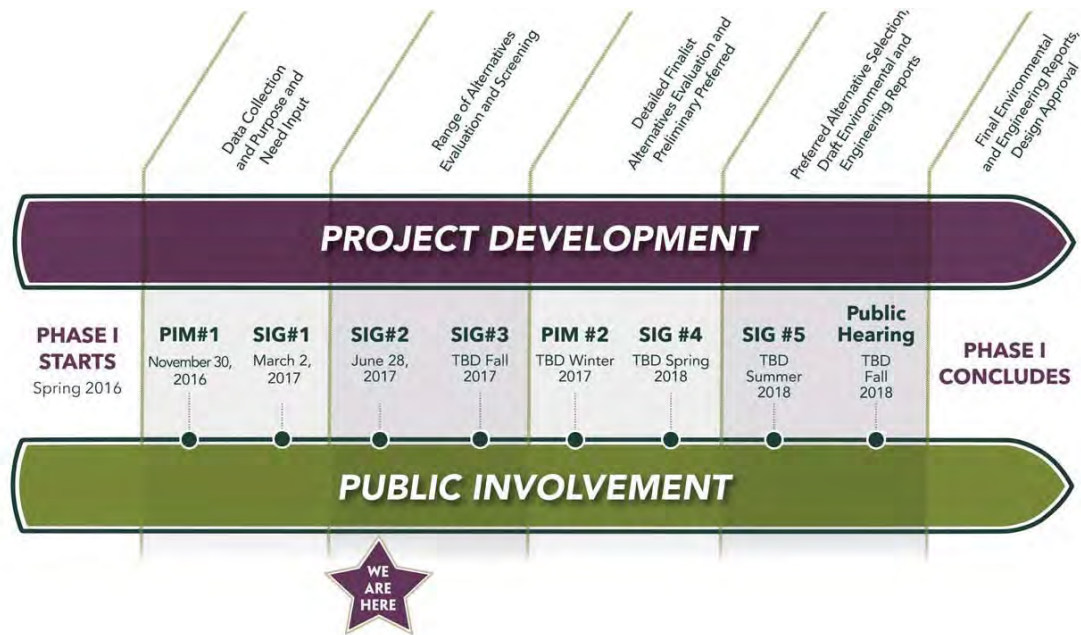 Data Collection
and Purpose and
Need Input
Range of Alternatives
Evaluation and Screening
Detailed Finalist
Alternatives Evaluation and
Preliminary Preferred
Preferred Alternative Selection,
Draft Environmental and
Engineering Reports
Final Environmental
and Engineering Reports,
Design Approval
PROJECT DEVELOPMENT
PHASE I
STARTS
Spring 2016
PIM#1
November 30,
2016
SIG#1
March 2,
2017
SIG#2
June 28,
2017
SIG#3
TBD Fall
2017
PIM #2
TBD Winter
2017
SIG #4
TBD Spring
2018
SIG #5
TBD
Summer
2018
Public
Hearing
TBD
Fall
2018
PHASE I
CONCLUDES
PUBLIC INVOLVEMENT
WE
ARE
HERE